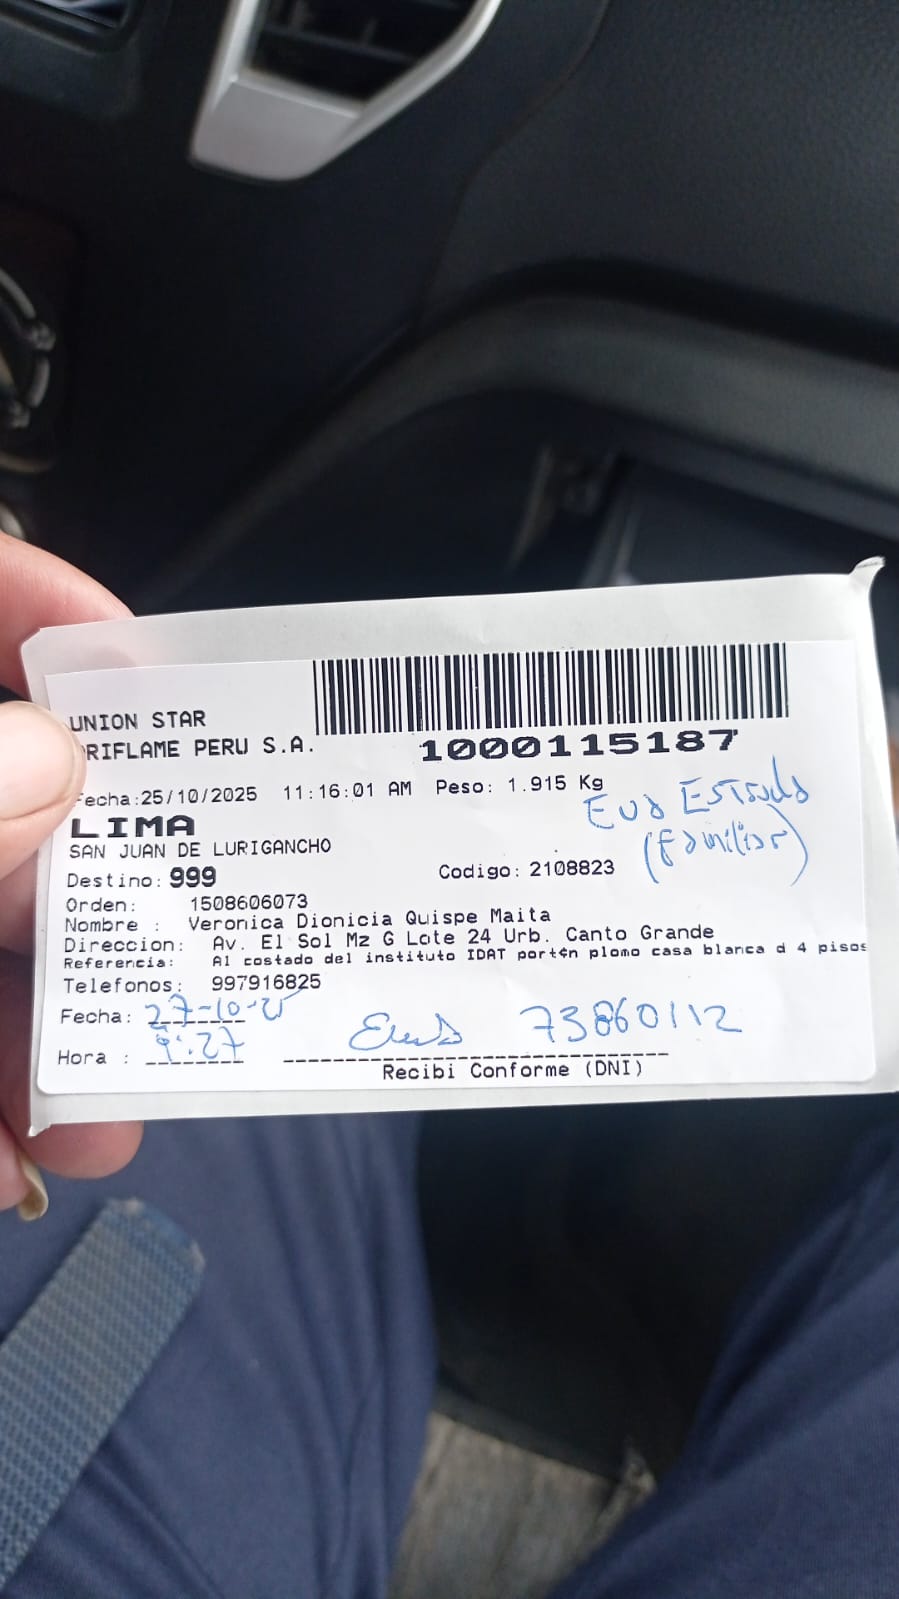 UNION STAR
ORIFLAME PERU S.A.
1000115187
Fecha:25/10/2025 11:16:01 AM Peso: 1.915 Kg
Eva Estrada
(familiar)
LIMA
SAN JUAN DE LURIGANCHO
Destino: 999 Codigo: 2108823
Orden: 1508606073
Nombre : Veronica Dionicia Quispe Maita
Direccion: Av. El Sol Mz G Lote 24 Urb. Canto Grande
Referencia: Al costado del instituto IDAT port¢n plomo casa blanca d 4 pisos
Telefonos: 997916825
Fecha: 27-10-25
Hora : 9:27 73860112
Recibi Conforme (DNI)